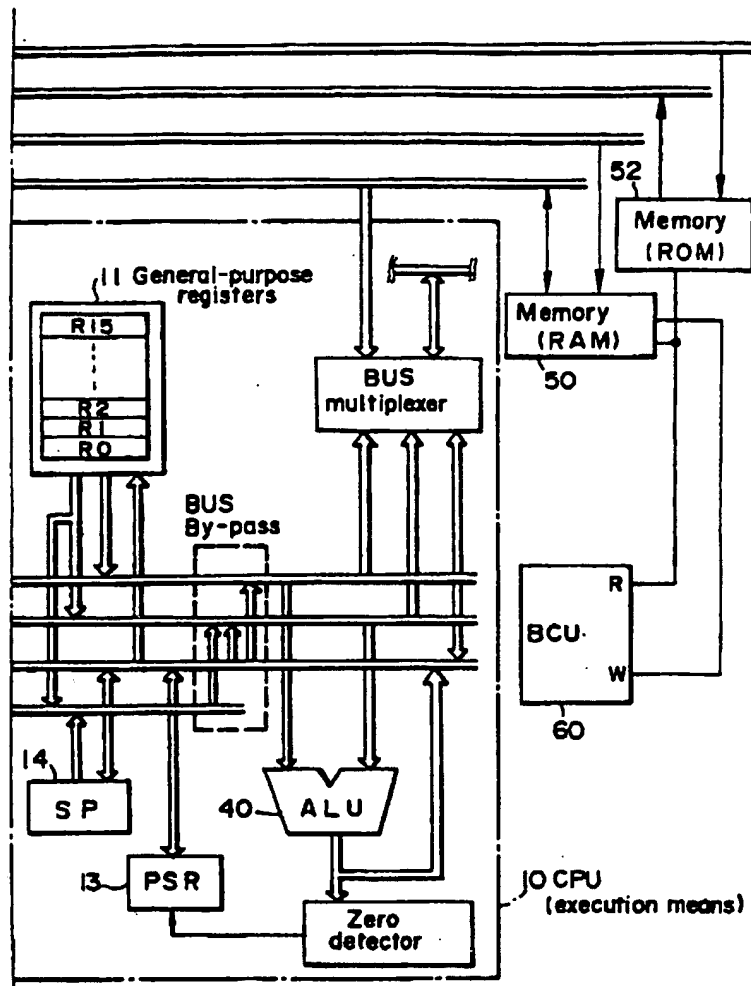 52
Memory
(ROM)
11 General-purpose
registers
R15
R2
R1
R0
Memory
(RAM)
50
BUS
multiplexer
BUS
By-pass
R
BCU
W
60
14
SP
40
ALU
13
PSR
10 CPU
(execution means)
Zero
detector